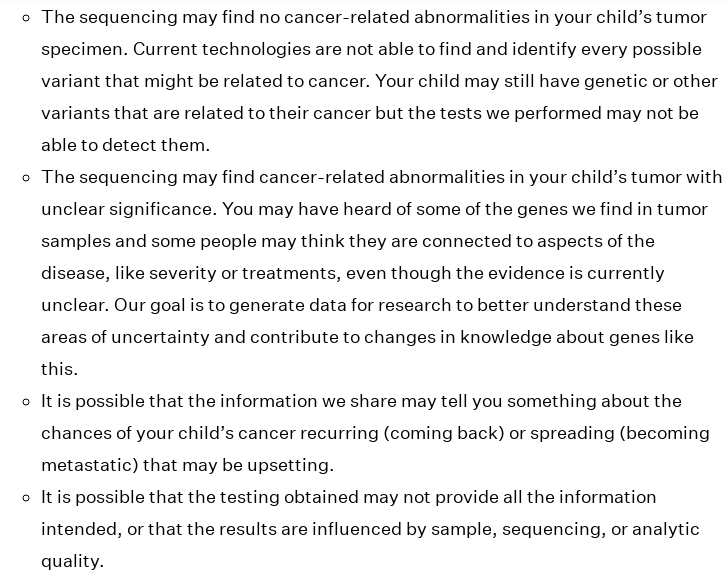 The sequencing may find no cancer-related abnormalities in your child’s tumor
specimen. Current technologies are not able to find and identify every possible
variant that might be related to cancer. Your child may still have genetic or other
variants that are related to their cancer but the tests we performed may not be
able to detect them.
The sequencing may find cancer-related abnormalities in your child’s tumor with
unclear significance. You may have heard of some of the genes we find in tumor
samples and some people may think they are connected to aspects of the
disease, like severity or treatments, even though the evidence is currently
unclear. Our goal is to generate data for research to better understand these
areas of uncertainty and contribute to changes in knowledge about genes like
this.
It is possible that the information we share may tell you something about the
chances of your child’s cancer recurring (coming back) or spreading (becoming
metastatic) that may be upsetting.
It is possible that the testing obtained may not provide all the information
intended, or that the results are influenced by sample, sequencing, or analytic
quality.